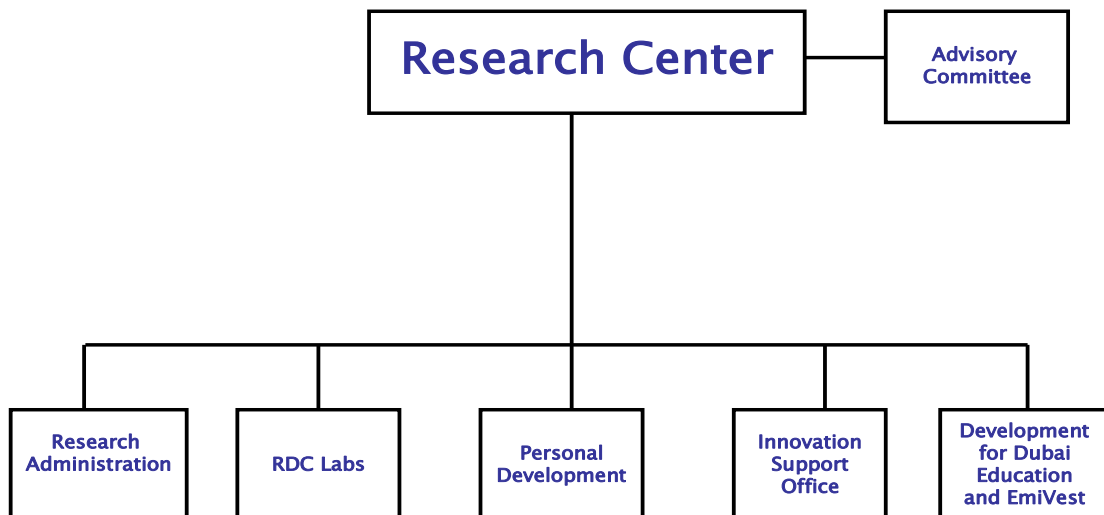 Research Center
Advisory
Committee
Research
Administration
RDC Labs
Personal
Development
Innovation
Support
Office
Development
for Dubai
Education
and EmiVest